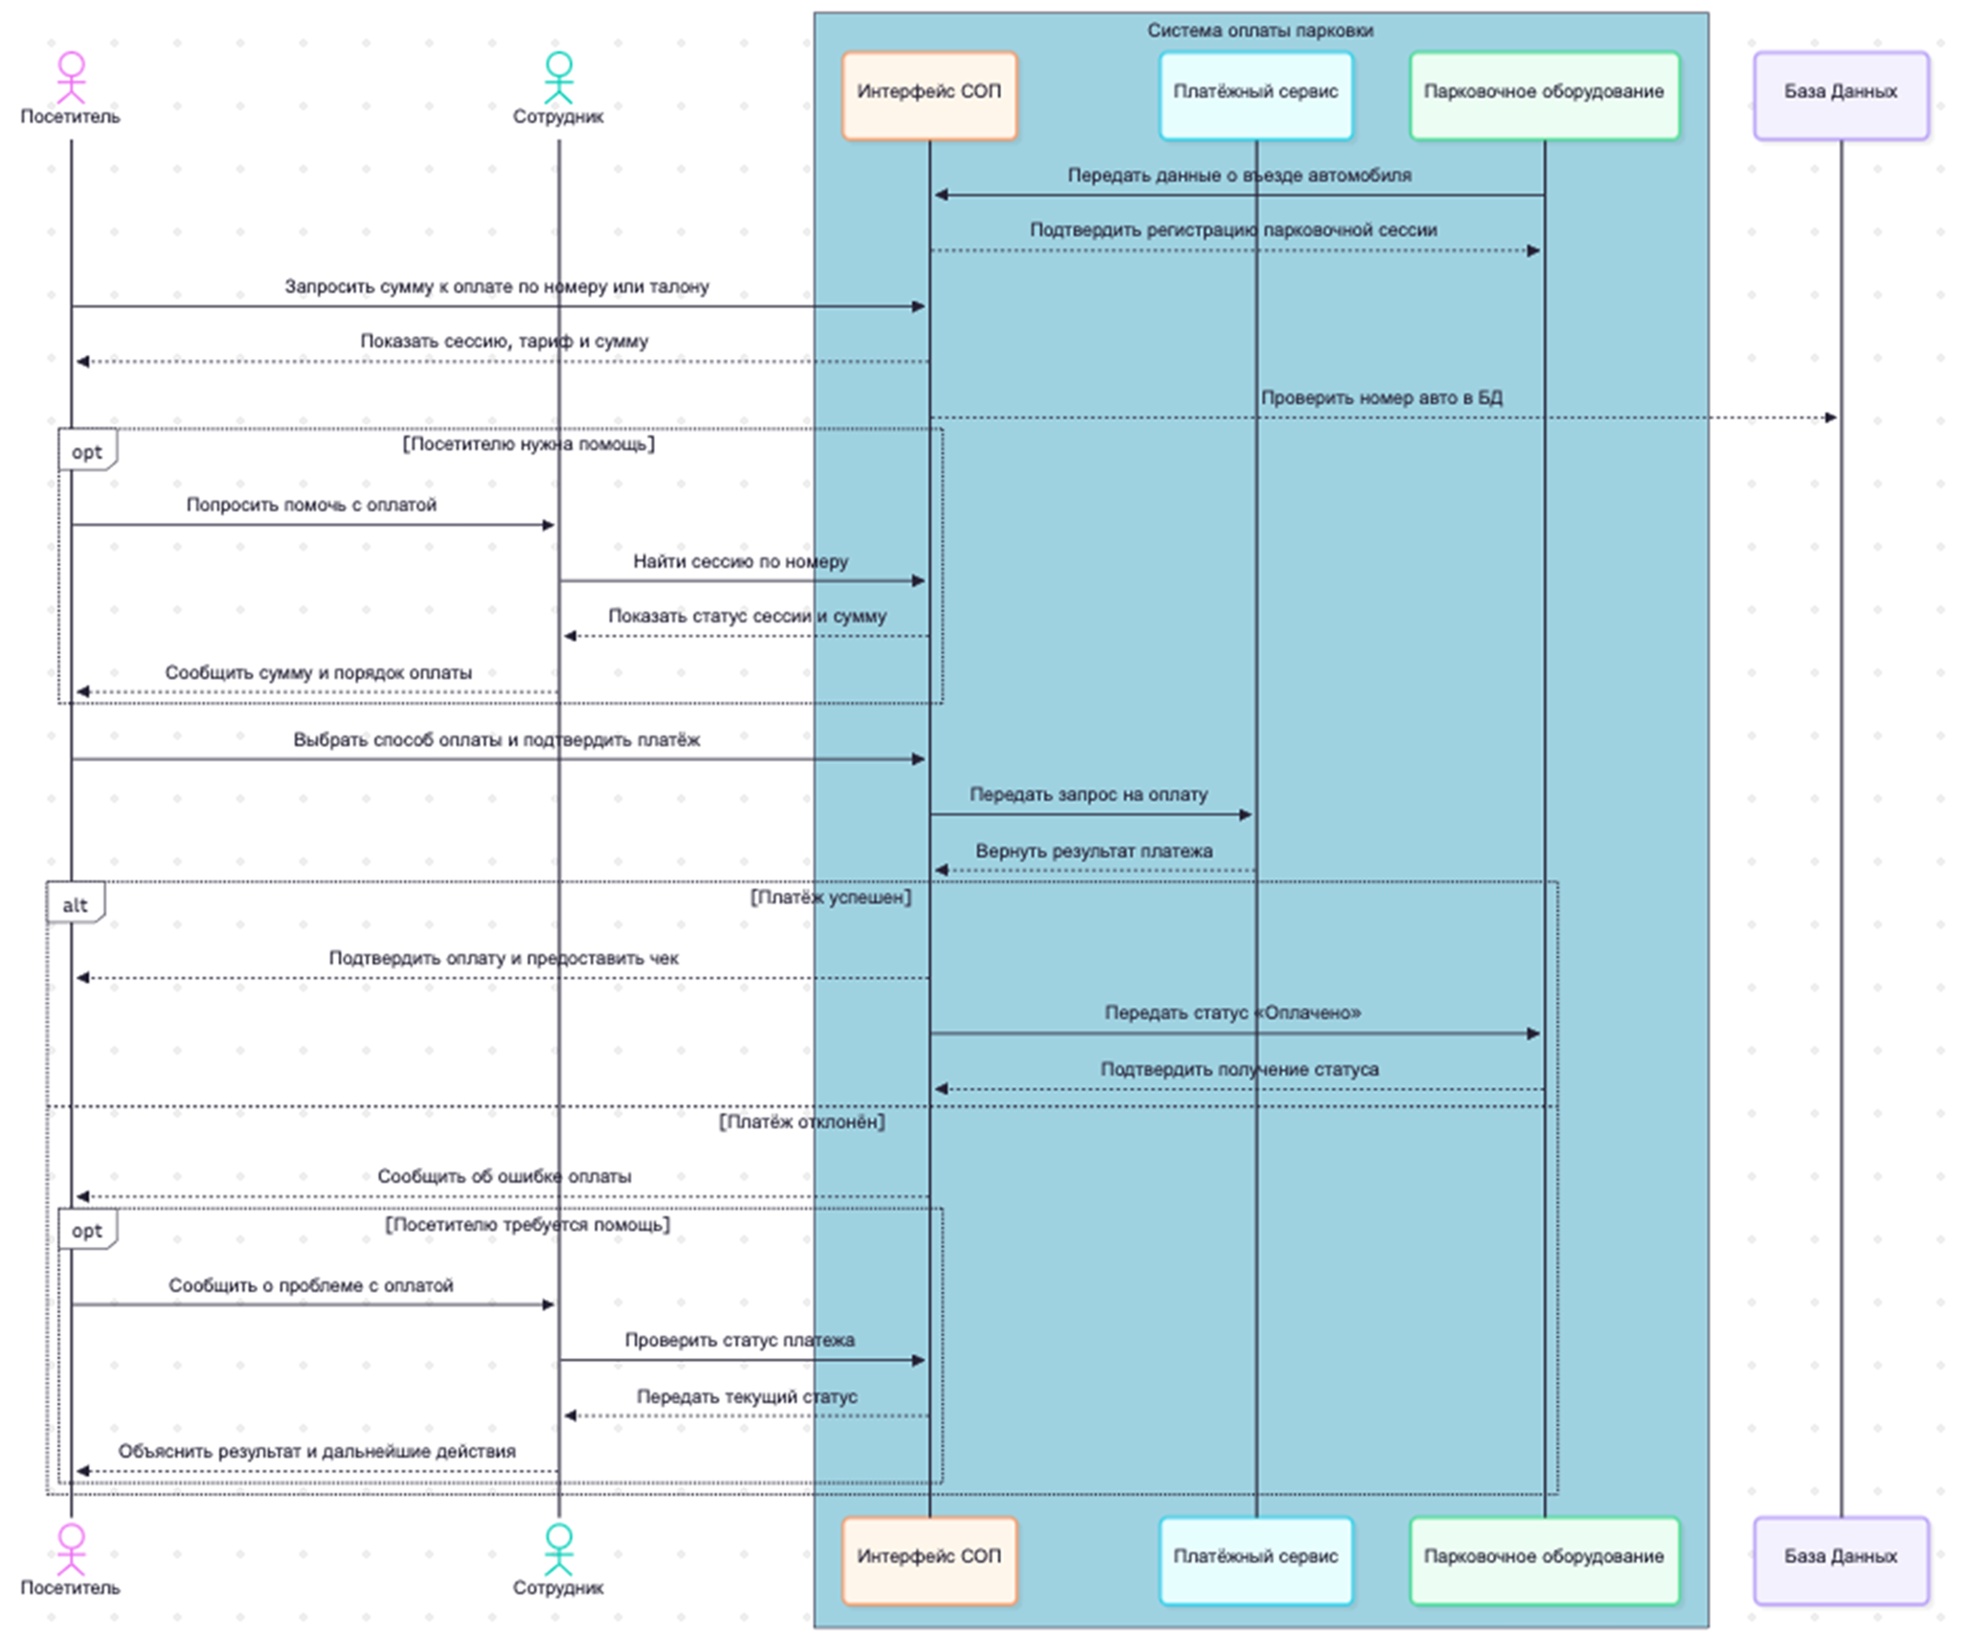 Система оплаты парковки
Посетитель
Сотрудник
Интерфейс СОП
Платёжный сервис
Парковочное оборудование
База Данных
Передать данные о въезде автомобиля
Подтвердить регистрацию парковочной сессии
Запросить сумму к оплате по номеру или талону
Показать сессию, тариф и сумму
Проверить номер авто в БД
opt
[Посетителю нужна помощь]
Попросить помочь с оплатой
Найти сессию по номеру
Показать статус сессии и сумму
Сообщить сумму и порядок оплаты
Выбрать способ оплаты и подтвердить платёж
Передать запрос на оплату
Вернуть результат платежа
alt
[Платёж успешен]
Подтвердить оплату и предоставить чек
Передать статус «Оплачено»
Подтвердить получение статуса
[Платёж отклонён]
Сообщить об ошибке оплаты
opt
[Посетителю требуется помощь]
Сообщить о проблеме с оплатой
Проверить статус платежа
Передать текущий статус
Объяснить результат и дальнейшие действия
Посетитель
Сотрудник
Интерфейс СОП
Платёжный сервис
Парковочное оборудование
База Данных